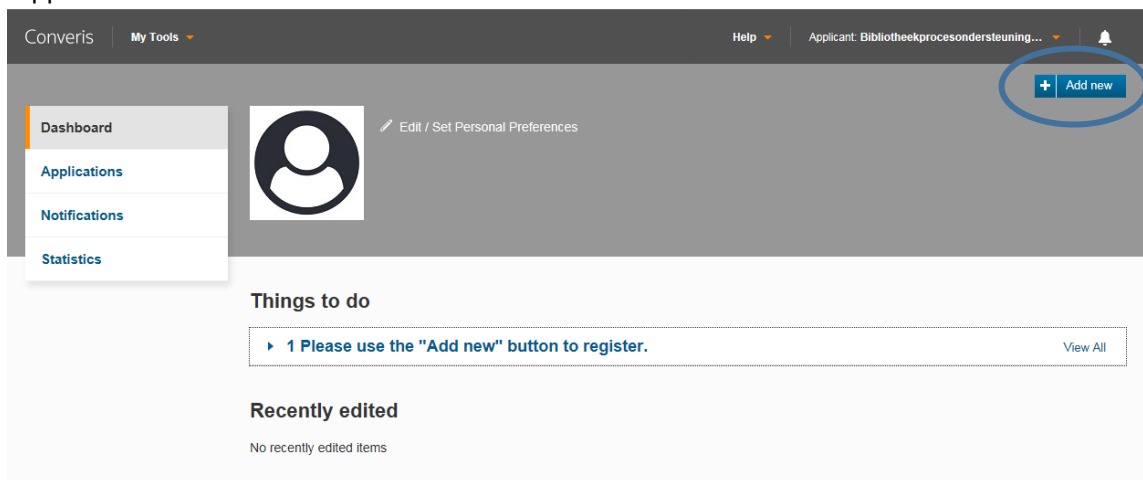 Converis My Tools Help Applicant: Bibliotheekprocesondersteuning...
Add new
Dashboard
Edit / Set Personal Preferences
Applications
Notifications
Statistics
Things to do
1 Please use the "Add new" button to register. View All
Recently edited
No recently edited items